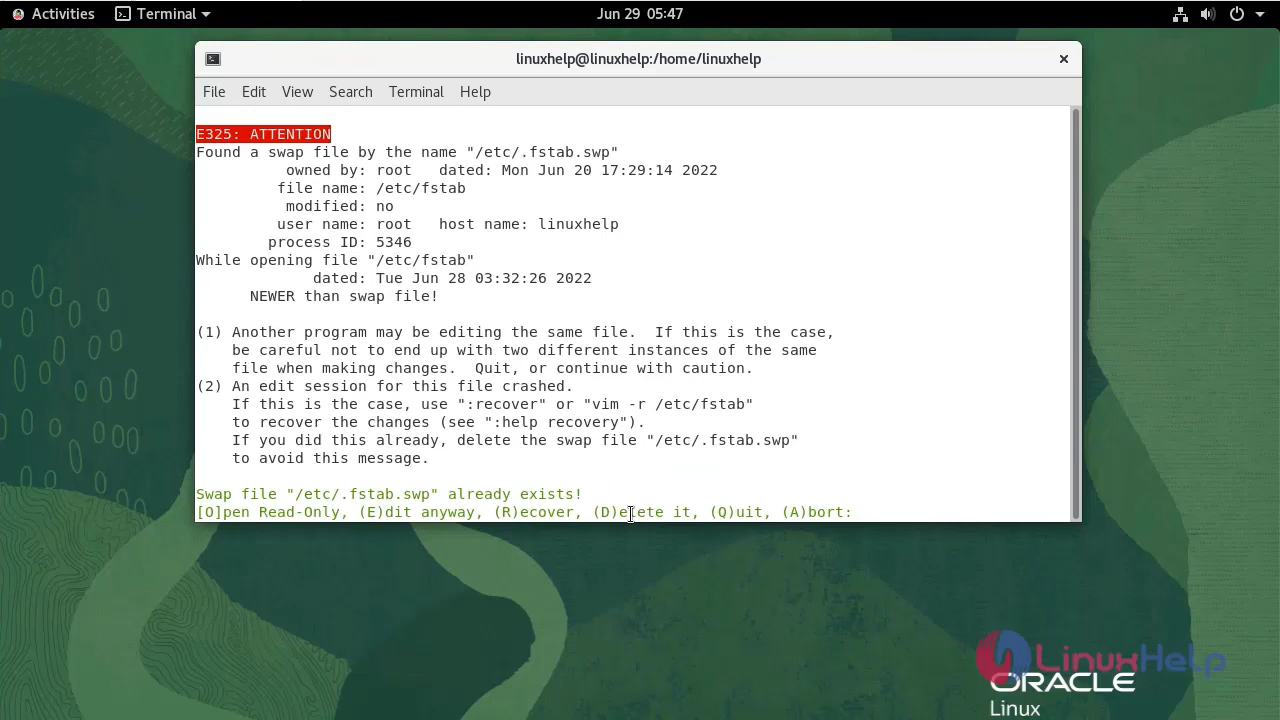 Activities Terminal Jun 29 05:47
linuxhelp@linuxhelp:/home/linuxhelp ×
File Edit View Search Terminal Help
E325: ATTENTION
Found a swap file by the name "/etc/.fstab.swp"
          owned by: root   dated: Mon Jun 20 17:29:14 2022
         file name: /etc/fstab
          modified: no
         user name: root   host name: linuxhelp
        process ID: 5346
While opening file "/etc/fstab"
             dated: Tue Jun 28 03:32:26 2022
      NEWER than swap file!
(1) Another program may be editing the same file.  If this is the case,
    be careful not to end up with two different instances of the same
    file when making changes.  Quit, or continue with caution.
(2) An edit session for this file crashed.
    If this is the case, use ":recover" or "vim -r /etc/fstab"
    to recover the changes (see ":help recovery").
    If you did this already, delete the swap file "/etc/.fstab.swp"
    to avoid this message.
Swap file "/etc/.fstab.swp" already exists!
[O]pen Read-Only, (E)dit anyway, (R)ecover, (D)elete it, (Q)uit, (A)bort:
LinuxHelp
ORACLE
Linux